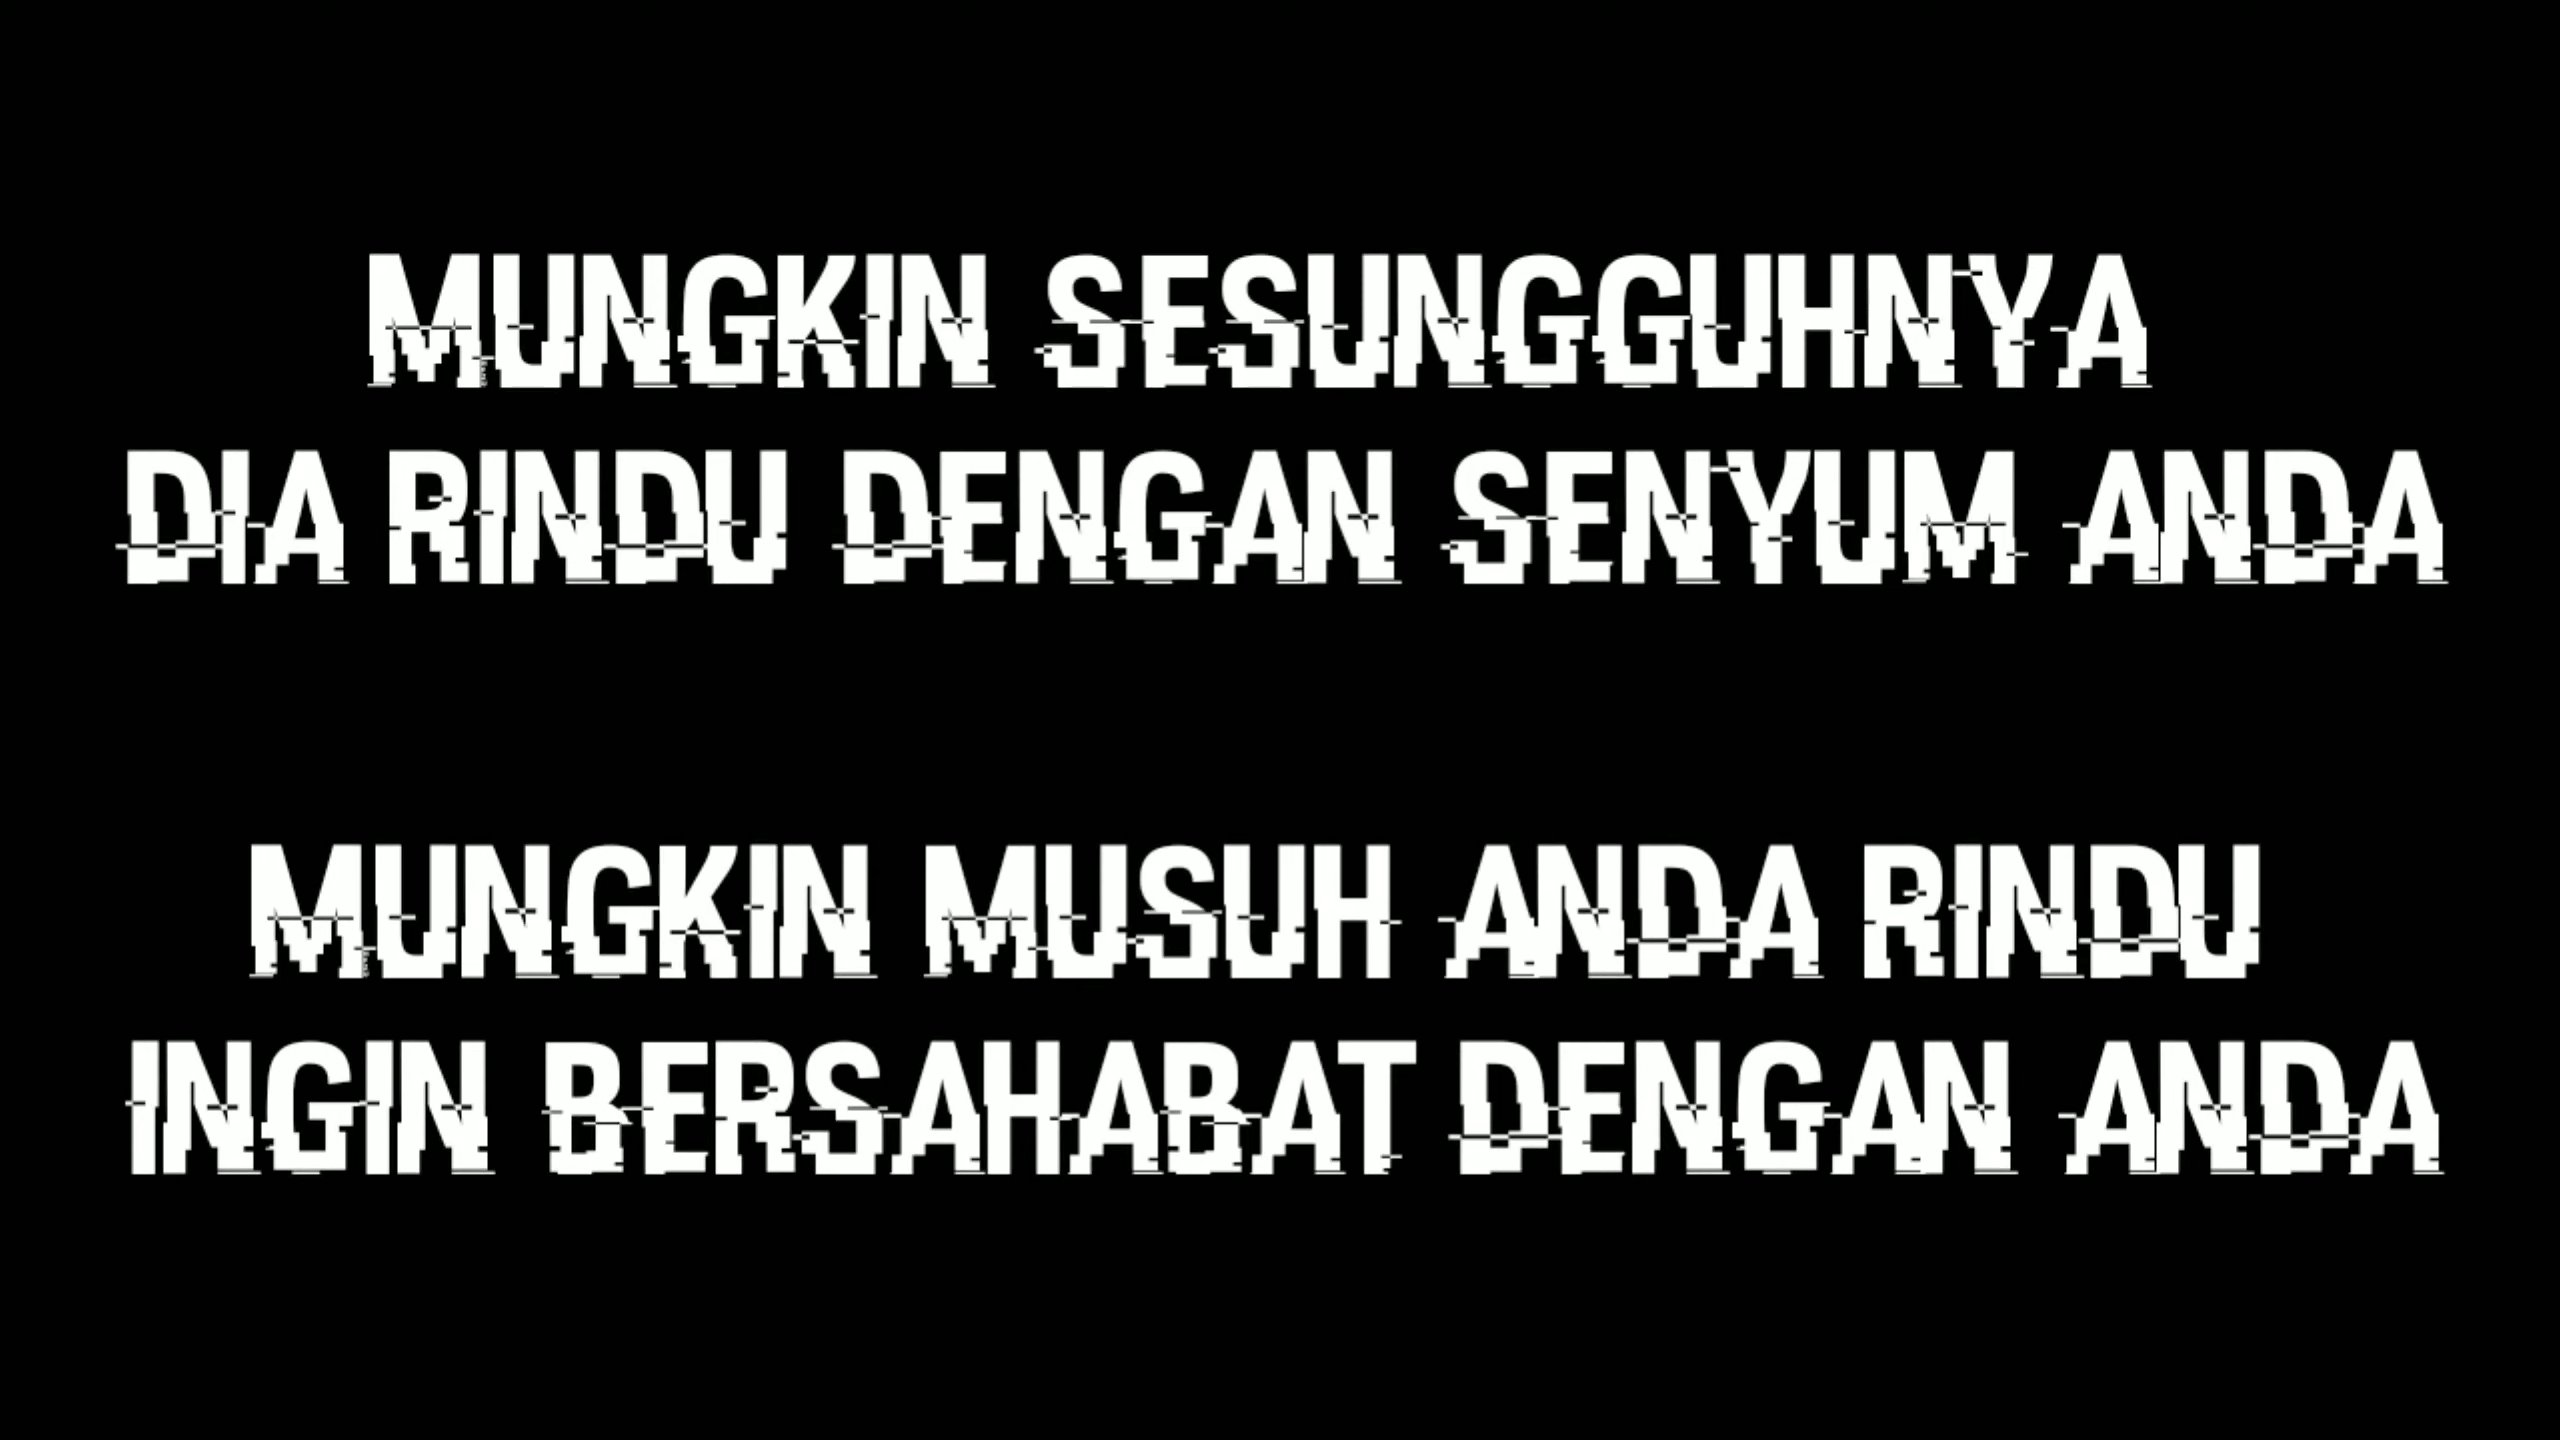 MUNGKIN SESUNGGUHNYA
DIA RINDU DENGAN SENYUM ANDA
MUNGKIN MUSUH ANDA RINDU
INGIN BERSAHABAT DENGAN ANDA